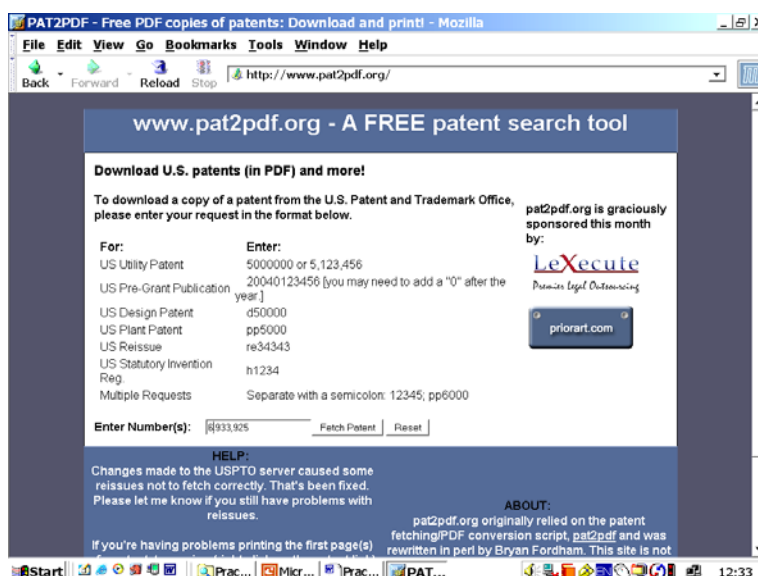 PAT2PDF - Free PDF copies of patents: Download and print! - Mozilla
File Edit View Go Bookmarks Tools Window Help
Back Forward Reload Stop http://www.pat2pdf.org/
www.pat2pdf.org - A FREE patent search tool
Download U.S. patents (in PDF) and more!
To download a copy of a patent from the U.S. Patent and Trademark Office,
please enter your request in the format below.
pat2pdf.org is graciously
sponsored this month
by:
LeXecute
Premier Legal Outsourcing
priorart.com
For: Enter:
US Utility Patent 5000000 or 5,123,456
US Pre-Grant Publication 20040123456 [you may need to add a "0" after the
year.]
US Design Patent d50000
US Plant Patent pp5000
US Reissue re34343
US Statutory Invention
Reg. h1234
Multiple Requests Separate with a semicolon: 12345; pp6000
Enter Number(s): 6,933,925 Fetch Patent Reset
HELP:
Changes made to the USPTO server caused some
reissues not to fetch correctly. That's been fixed.
Please let me know if you still have problems with
reissues.
If you're having problems printing the first page(s)
ABOUT:
pat2pdf.org originally relied on the patent
fetching/PDF conversion script, pat2pdf and was
rewritten in perl by Bryan Fordham. This site is not
Start Prac... Micr... Prac... PAT... 12:33